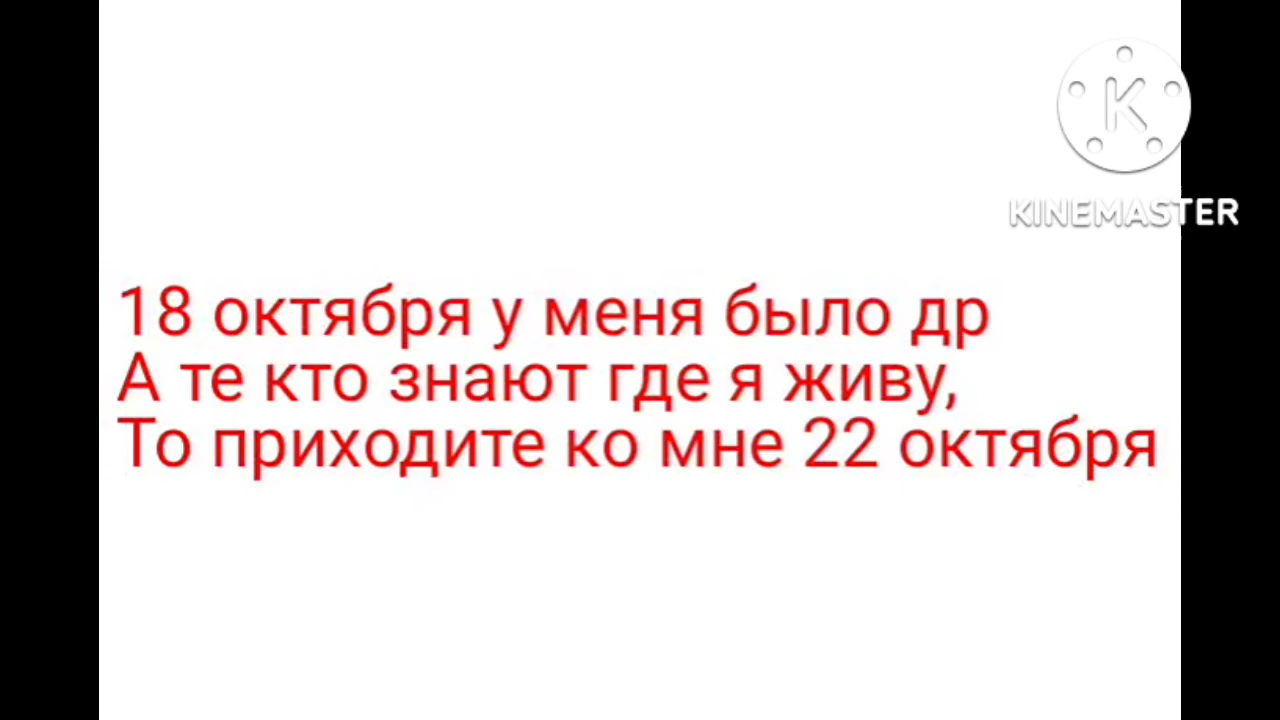 K
KINEMASTER
18 октября у меня было др
А те кто знают где я живу,
То приходите ко мне 22 октября